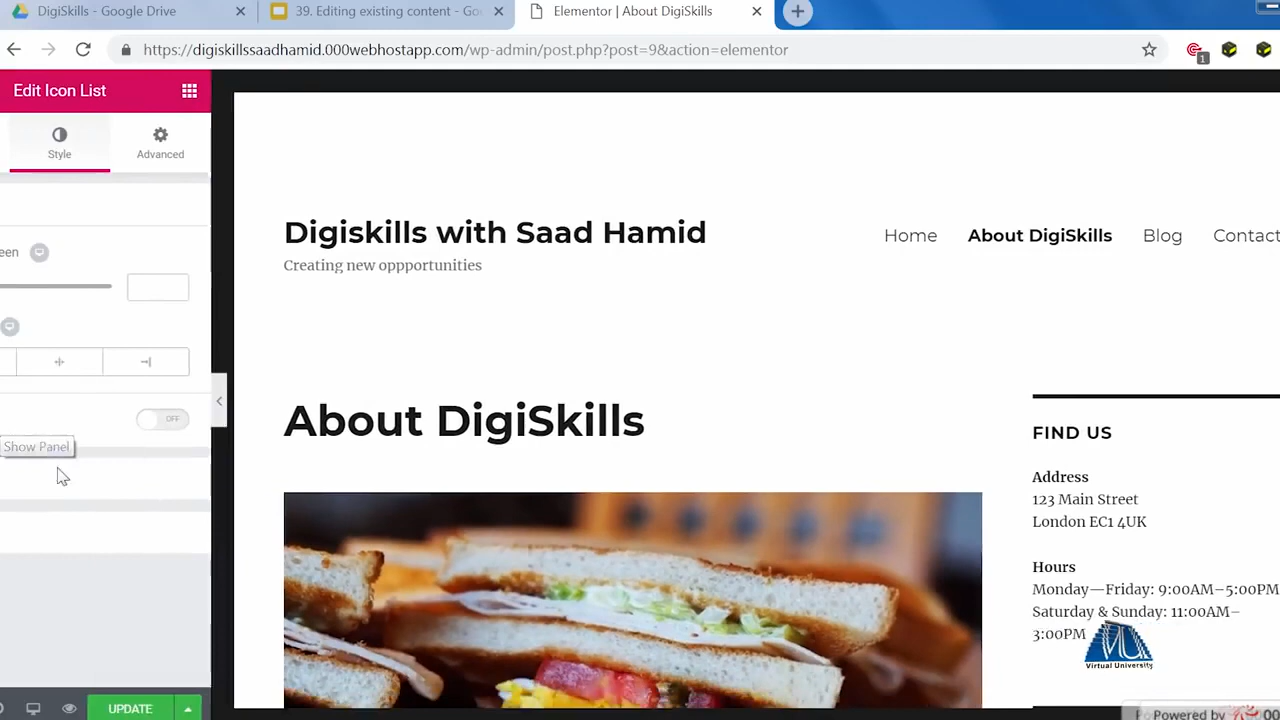 DigiSkills - Google Drive
39. Editing existing content - Goo
Elementor | About DigiSkills
https://digiskillssaadhamid.000webhostapp.com/wp-admin/post.php?post=9&action=elementor
1
Edit Icon List
Style
Advanced
een
OFF
Show Panel
UPDATE
Digiskills with Saad Hamid
Creating new oppportunities
Home
About DigiSkills
Blog
Contact
About DigiSkills
FIND US
Address
123 Main Street
London EC1 4UK
Hours
Monday—Friday: 9:00AM–5:00PM
Saturday & Sunday: 11:00AM–
3:00PM
VU
Virtual University
Powered by